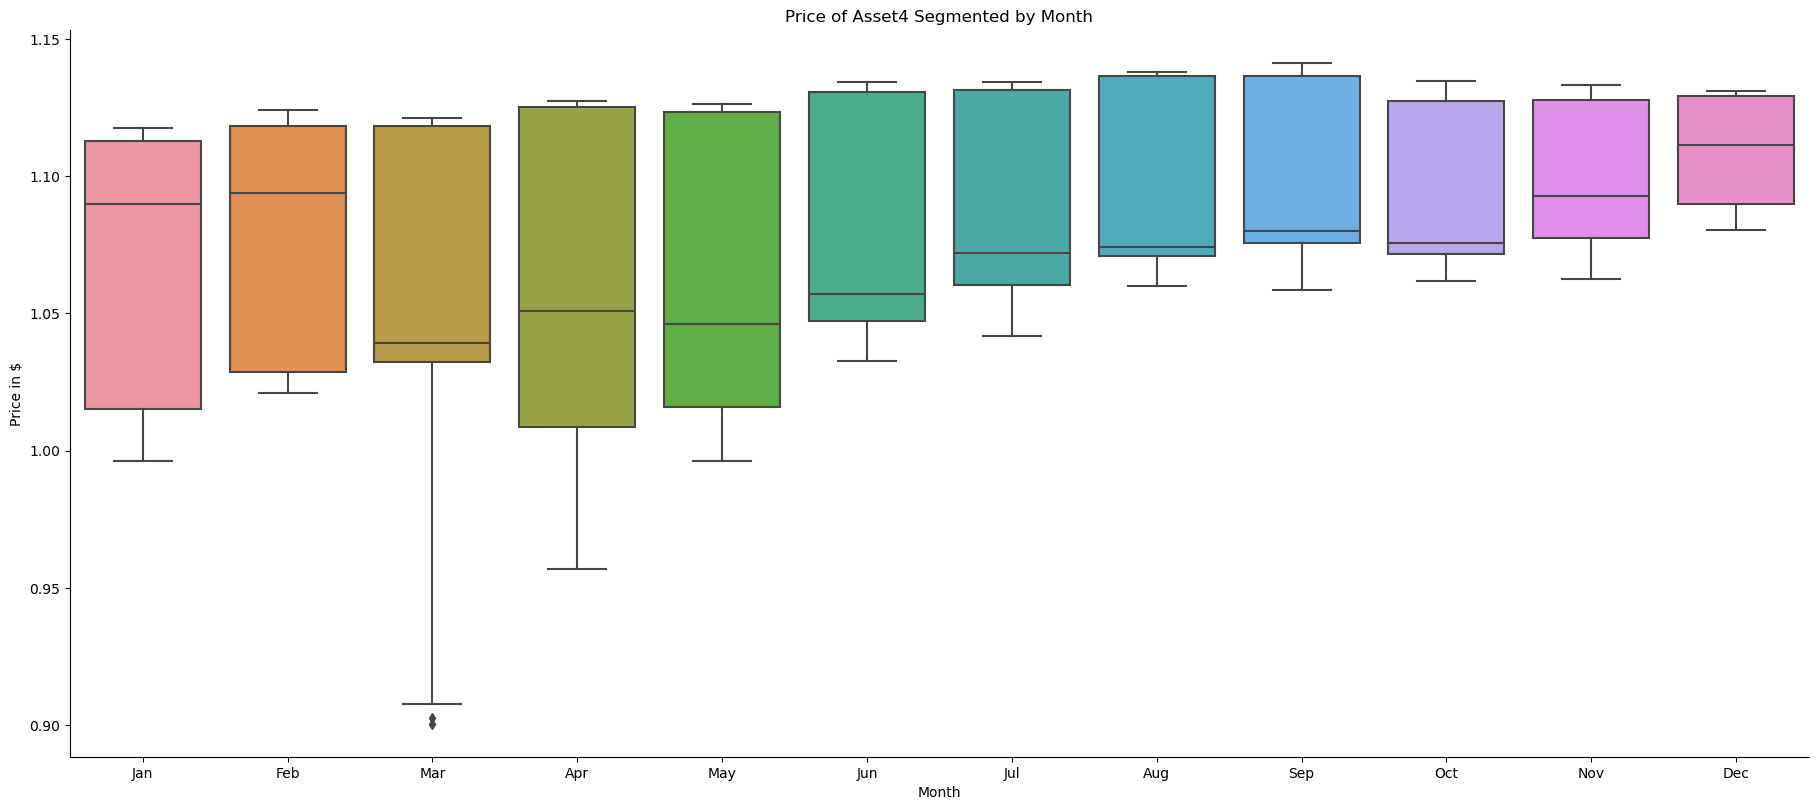 Price of Asset4 Segmented by Month
Price in $
1.15
1.10
1.05
1.00
0.95
0.90
Jan Feb Mar Apr May Jun Jul Aug Sep Oct Nov Dec
Month